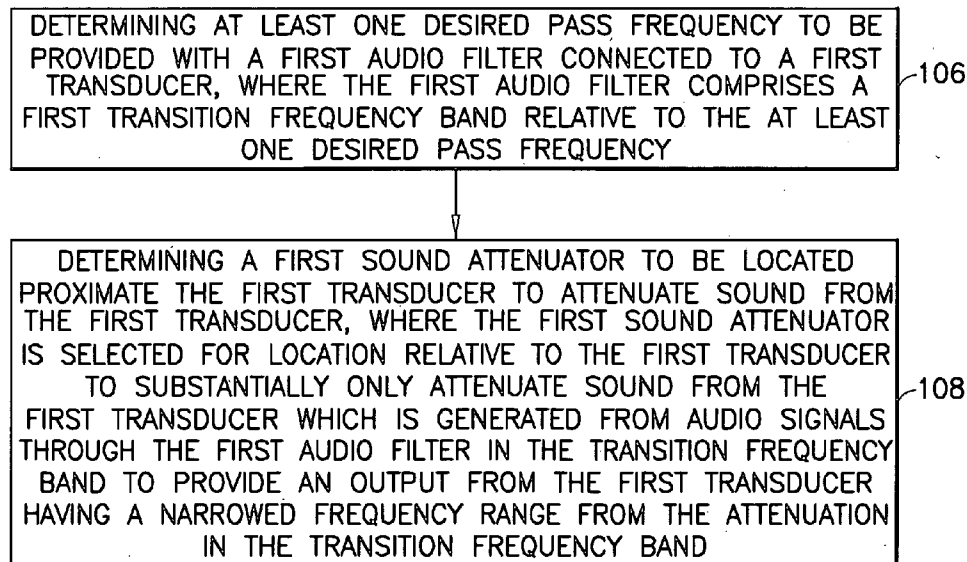 DETERMINING AT LEAST ONE DESIRED PASS FREQUENCY TO BE
PROVIDED WITH A FIRST AUDIO FILTER CONNECTED TO A FIRST
TRANSDUCER, WHERE THE FIRST AUDIO FILTER COMPRISES A
FIRST TRANSITION FREQUENCY BAND RELATIVE TO THE AT LEAST
ONE DESIRED PASS FREQUENCY
106
DETERMINING A FIRST SOUND ATTENUATOR TO BE LOCATED
PROXIMATE THE FIRST TRANSDUCER TO ATTENUATE SOUND FROM
THE FIRST TRANSDUCER, WHERE THE FIRST SOUND ATTENUATOR
IS SELECTED FOR LOCATION RELATIVE TO THE FIRST TRANSDUCER
TO SUBSTANTIALLY ONLY ATTENUATE SOUND FROM THE
FIRST TRANSDUCER WHICH IS GENERATED FROM AUDIO SIGNALS
THROUGH THE FIRST AUDIO FILTER IN THE TRANSITION FREQUENCY
BAND TO PROVIDE AN OUTPUT FROM THE FIRST TRANSDUCER
HAVING A NARROWED FREQUENCY RANGE FROM THE ATTENUATION
IN THE TRANSITION FREQUENCY BAND
108